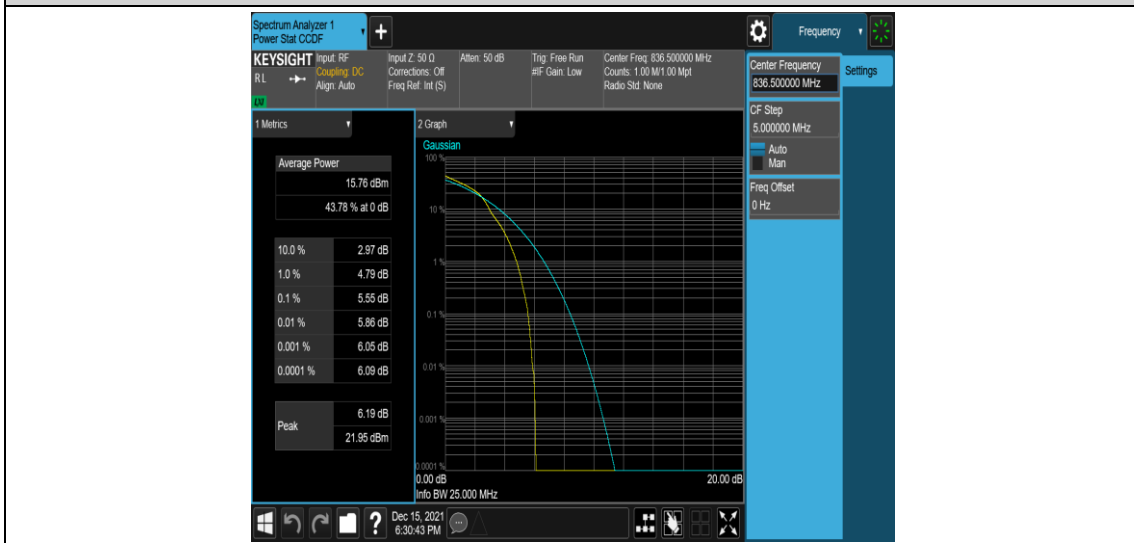 Spectrum Analyzer 1
Power Stat CCDF
+
Frequency
KEYSIGHT
RL
LXI
Input: RF
Coupling: DC
Align: Auto
Input Z: 50 Ω
Corrections: Off
Freq Ref: Int (S)
Atten: 50 dB
Trig: Free Run
#IF Gain: Low
Center Freq: 836.500000 MHz
Counts: 1.00 M/1.00 Mpt
Radio Std: None
Center Frequency
836.500000 MHz
Settings
CF Step
5.000000 MHz
Auto
Man
Freq Offset
0 Hz
1 Metrics
Average Power
15.76 dBm
43.78 % at 0 dB
10.0 % 2.97 dB
1.0 % 4.79 dB
0.1 % 5.55 dB
0.01 % 5.86 dB
0.001 % 6.05 dB
0.0001 % 6.09 dB
Peak
6.19 dB
21.95 dBm
2 Graph
Gaussian
100 %
10 %
1 %
0.1 %
0.01 %
0.001 %
0.0001 %
0.00 dB 20.00 dB
Info BW 25.000 MHz
?
Dec 15, 2021
6:30:43 PM